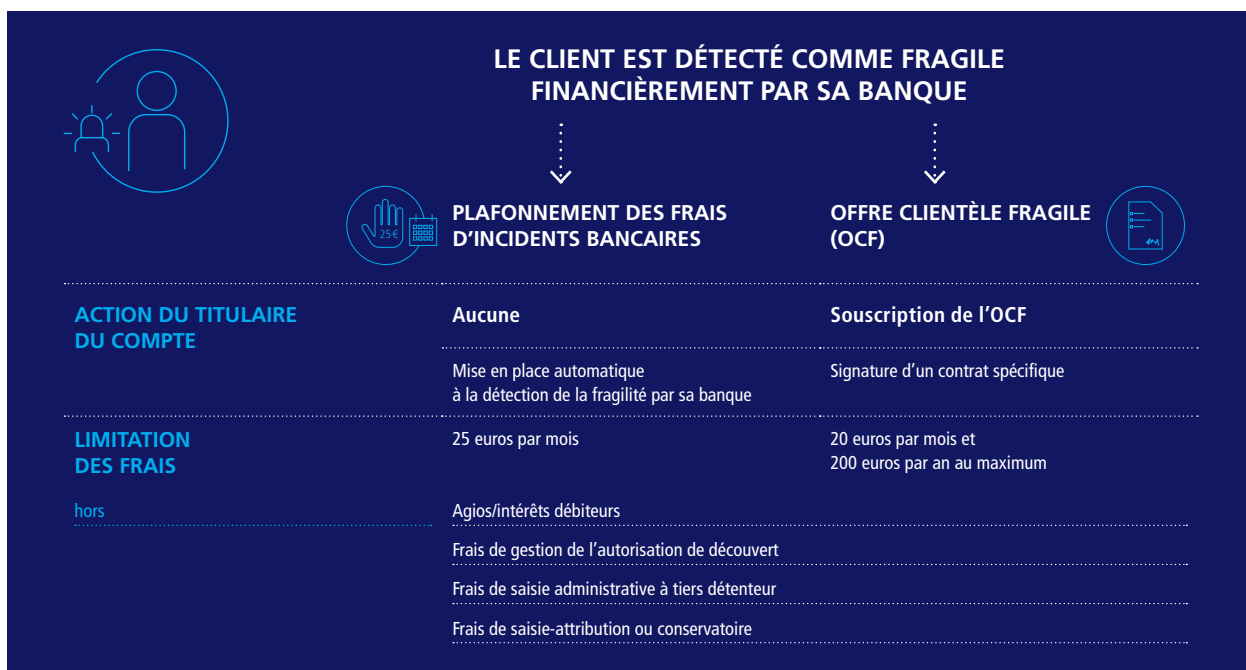 LE CLIENT EST DÉTECTÉ COMME FRAGILE
FINANCIÈREMENT PAR SA BANQUE
25€
PLAFONNEMENT DES FRAIS
D’INCIDENTS BANCAIRES
OFFRE CLIENTÈLE FRAGILE
(OCF)
ACTION DU TITULAIRE
DU COMPTE
Aucune
Souscription de l’OCF
Mise en place automatique
à la détection de la fragilité par sa banque
Signature d’un contrat spécifique
LIMITATION
DES FRAIS
25 euros par mois
20 euros par mois et
200 euros par an au maximum
hors
Agios/intérêts débiteurs
Frais de gestion de l’autorisation de découvert
Frais de saisie administrative à tiers détenteur
Frais de saisie-attribution ou conservatoire